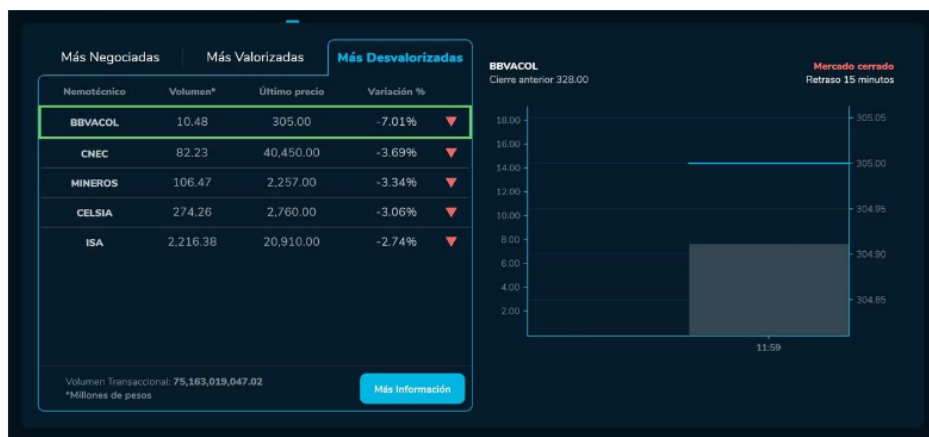 Más Negociadas Más Valorizadas Más Desvalorizadas
Nemotécnico Volumen* Último precio Variación %
BBVACOL 10.48 305.00 -7.01%
CNEC 82.23 40,450.00 -3.69%
MINEROS 106.47 2,257.00 -3.34%
CELSIA 274.26 2,760.00 -3.06%
ISA 2,216.38 20,910.00 -2.74%
Volumen Transaccional: 75,163,019,047.02
*Millones de pesos
Más Información
BBVACOL Mercado cerrado
Cierre anterior 328.00 Retraso 15 minutos
18.00 305.05
16.00
14.00 305.00
12.00
10.00 304.95
8.00
6.00 304.90
4.00
2.00 304.85
11:59